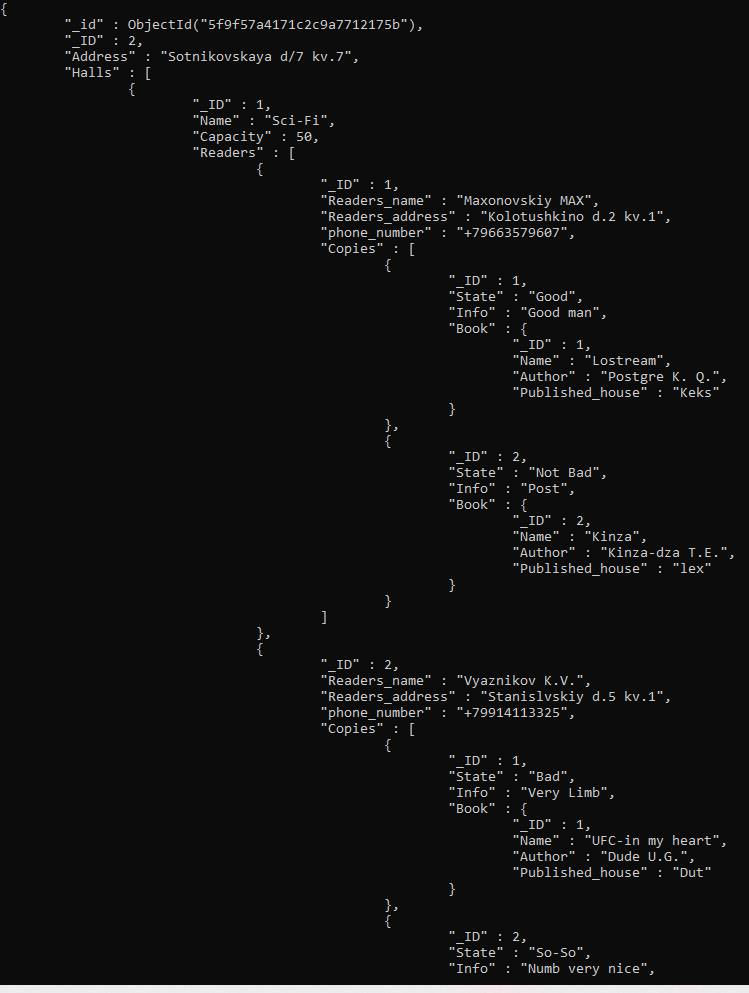 {
"_id" : ObjectId("5f9f57a4171c2c9a7712175b"),
"_ID" : 2,
"Address" : "Sotnikovskaya d/7 kv.7",
"Halls" : [
{
"_ID" : 1,
"Name" : "Sci-Fi",
"Capacity" : 50,
"Readers" : [
{
"_ID" : 1,
"Readers_name" : "Maxonovskiy MAX",
"Readers_address" : "Kolotushkino d.2 kv.1",
"phone_number" : "+79663579607",
"Copies" : [
{
"_ID" : 1,
"State" : "Good",
"Info" : "Good man",
"Book" : {
"_ID" : 1,
"Name" : "Lostream",
"Author" : "Postgre K. Q.",
"Published_house" : "Keks"
}
},
{
"_ID" : 2,
"State" : "Not Bad",
"Info" : "Post",
"Book" : {
"_ID" : 2,
"Name" : "Kinza",
"Author" : "Kinza-dza T.E.",
"Published_house" : "lex"
}
}
]
},
{
"_ID" : 2,
"Readers_name" : "Vyaznikov K.V.",
"Readers_address" : "Stanislvskiy d.5 kv.1",
"phone_number" : "+79914113325",
"Copies" : [
{
"_ID" : 1,
"State" : "Bad",
"Info" : "Very Limb",
"Book" : {
"_ID" : 1,
"Name" : "UFC-in my heart",
"Author" : "Dude U.G.",
"Published_house" : "Dut"
}
},
{
"_ID" : 2,
"State" : "So-So",
"Info" : "Numb very nice",